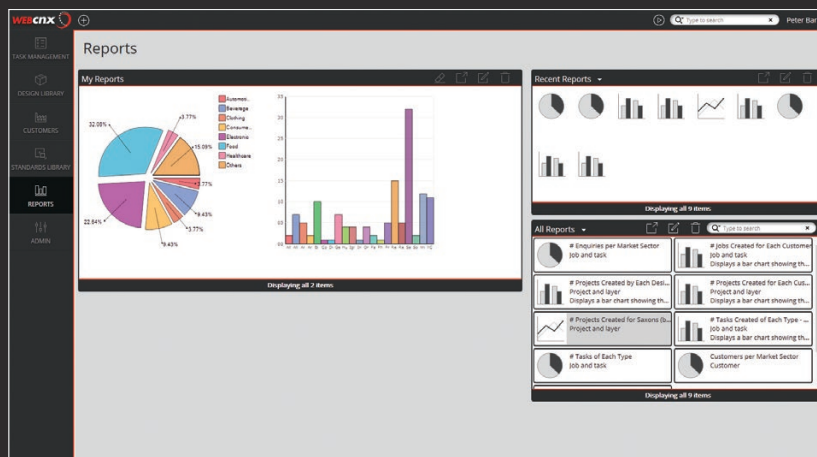 WEBCNX
Type to search
Peter Bar
TASK MANAGEMENT
DESIGN LIBRARY
CUSTOMERS
STANDARDS LIBRARY
REPORTS
ADMIN
Reports
My Reports
32.08%
3.77%
15.09%
3.77%
9.43%
3.77%
9.43%
22.64%
Automoti...
Beverage
Clothing
Consume...
Electronis
Food
Healthcare
Others
Displaying all 2 items
Recent Reports
Displaying all 9 items
All Reports
Type to search
# Enquiries per Market Sector
Job and task
# Jobs Created for Each Customer
Job and task
Displays a bar chart showing th...
# Projects Created by Each Desi...
Project and layer
Displays a bar chart showing th...
# Projects Created for Each Cus...
Project and layer
Displays a bar chart showing th...
# Projects Created for Saxons (b...
Project and layer
# Tasks Created of Each Type - ...
Job and task
Displays a bar chart showing th...
# Tasks of Each Type
Job and task
Customers per Market Sector
Customer
Displaying all 9 items